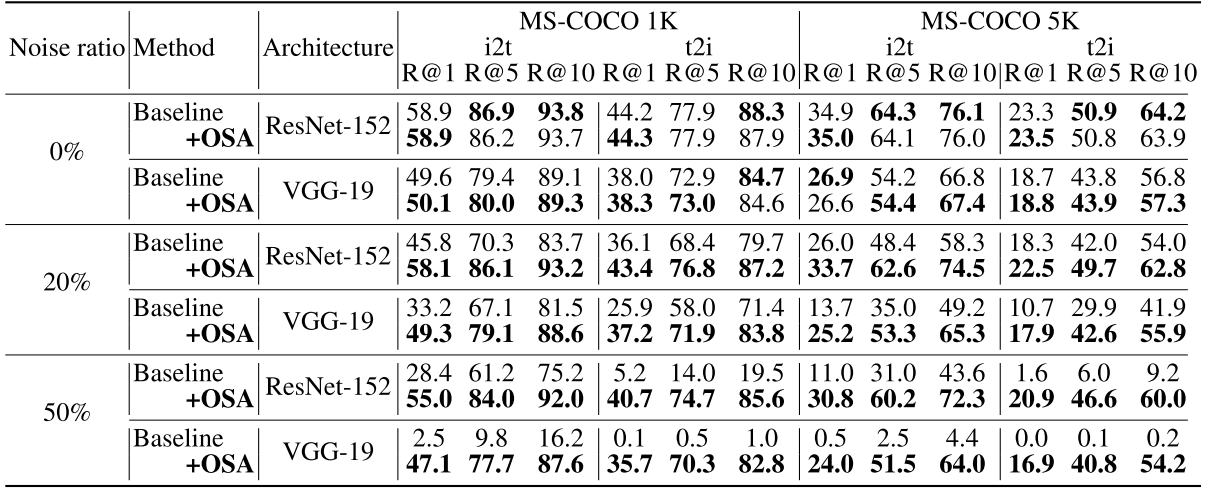 MS-COCO 1K MS-COCO 5K
Noise ratio Method Architecture i2t t2i i2t t2i
R@1 R@5 R@10 R@1 R@5 R@10 R@1 R@5 R@10 R@1 R@5 R@10
0% Baseline ResNet-152 58.9 86.9 93.8 44.2 77.9 88.3 34.9 64.3 76.1 23.3 50.9 64.2
+OSA 58.9 86.2 93.7 44.3 77.9 87.9 35.0 64.1 76.0 23.5 50.8 63.9
Baseline VGG-19 49.6 79.4 89.1 38.0 72.9 84.7 26.9 54.2 66.8 18.7 43.8 56.8
+OSA 50.1 80.0 89.3 38.3 73.0 84.6 26.6 54.4 67.4 18.8 43.9 57.3
20% Baseline ResNet-152 45.8 70.3 83.7 36.1 68.4 79.7 26.0 48.4 58.3 18.3 42.0 54.0
+OSA 58.1 86.1 93.2 43.4 76.8 87.2 33.7 62.6 74.5 22.5 49.7 62.8
Baseline VGG-19 33.2 67.1 81.5 25.9 58.0 71.4 13.7 35.0 49.2 10.7 29.9 41.9
+OSA 49.3 79.1 88.6 37.2 71.9 83.8 25.2 53.3 65.3 17.9 42.6 55.9
50% Baseline ResNet-152 28.4 61.2 75.2 5.2 14.0 19.5 11.0 31.0 43.6 1.6 6.0 9.2
+OSA 55.0 84.0 92.0 40.7 74.7 85.6 30.8 60.2 72.3 20.9 46.6 60.0
Baseline VGG-19 2.5 9.8 16.2 0.1 0.5 1.0 0.5 2.5 4.4 0.0 0.1 0.2
+OSA 47.1 77.7 87.6 35.7 70.3 82.8 24.0 51.5 64.0 16.9 40.8 54.2